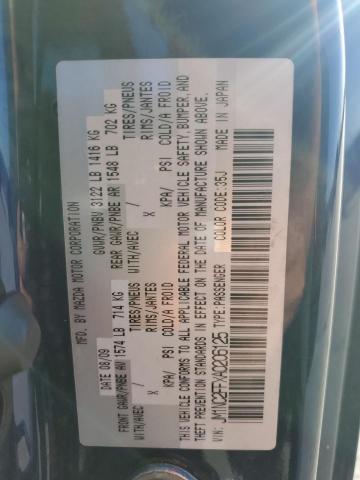 MFD. BY MAZDA MOTOR CORPORATION
DATE 08/09 GVWR/PNBV 3122 LB 1416 KG
FRONT GAWR/PNBE AV 1574 LB 714 KG REAR GAWR/PNBE AR 1548 LB 702 KG
WITH/AVEC TIRES/PNEUS WITH/AVEC TIRES/PNEUS
X RIMS/JANTES X RIMS/JANTES
KPA/ PSI COLD/A FROID KPA/ PSI COLD/A FROID
THIS VEHICLE CONFORMS TO ALL APPLICABLE FEDERAL MOTOR VEHICLE SAFETY, BUMPER, AND
THEFT PREVENTION STANDARDS IN EFFECT ON THE DATE OF MANUFACTURE SHOWN ABOVE.
VIN: JM1NC2FFXA0205125 TYPE:PASSENGER COLOR CODE:35J MADE IN JAPAN